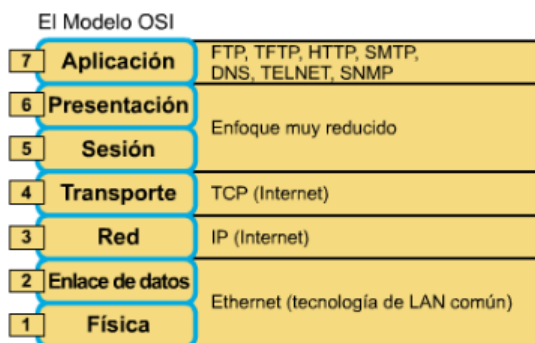 El Modelo OSI
7 Aplicación FTP, TFTP, HTTP, SMTP,
DNS, TELNET, SNMP
6 Presentación
Enfoque muy reducido
5 Sesión
4 Transporte TCP (Internet)
3 Red IP (Internet)
2 Enlace de datos
Ethernet (tecnología de LAN común)
1 Física